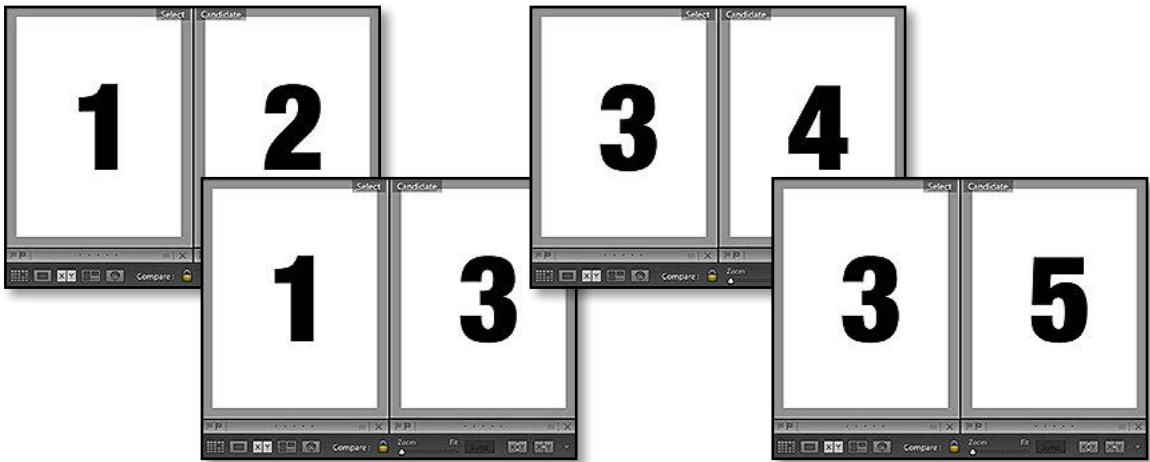 Select Candidate
1 2
Compare :
Select Candidate
1 3
Compare : Zoom Fit Sync
Select Candidate
3 4
Compare : Zoom
Select Candidate
3 5
Compare : Zoom Fit Sync